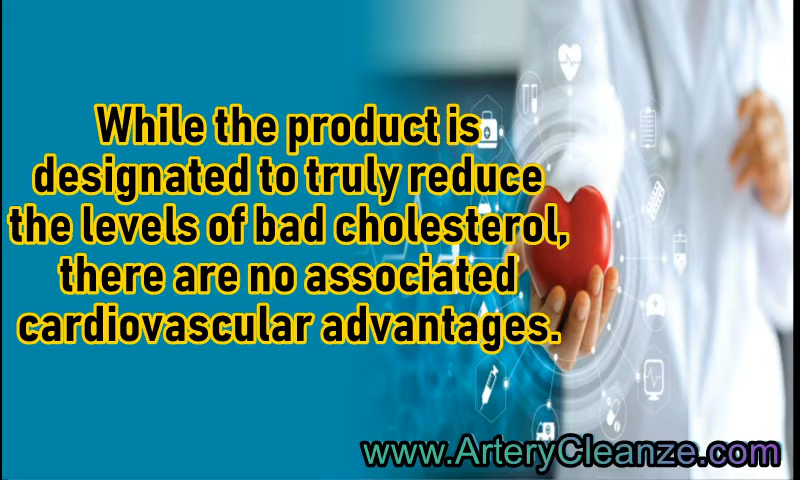 While the product is
designated to truly reduce
the levels of bad cholesterol,
there are no associated
cardiovascular advantages.
www.ArteryCleanze.com